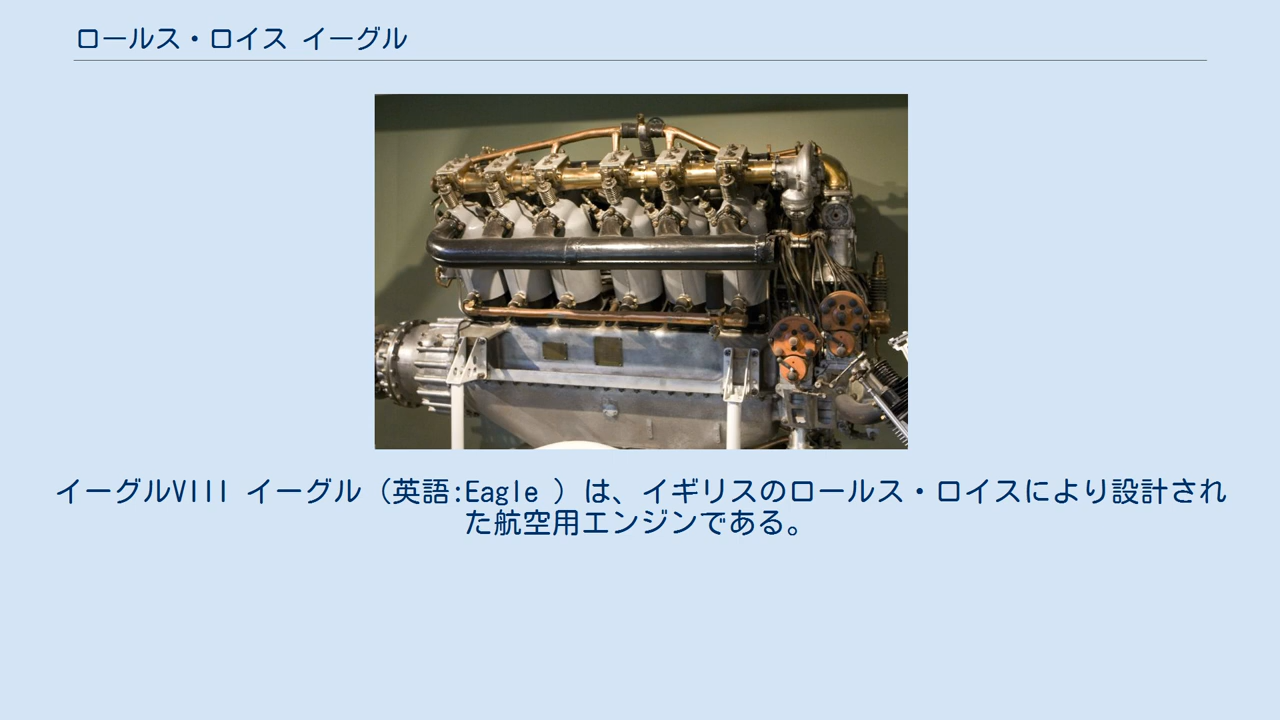 ロールス・ロイス イーグル
イーグルVIII イーグル（英語:Eagle ）は、イギリスのロールス・ロイスにより設計され
た航空用エンジンである。